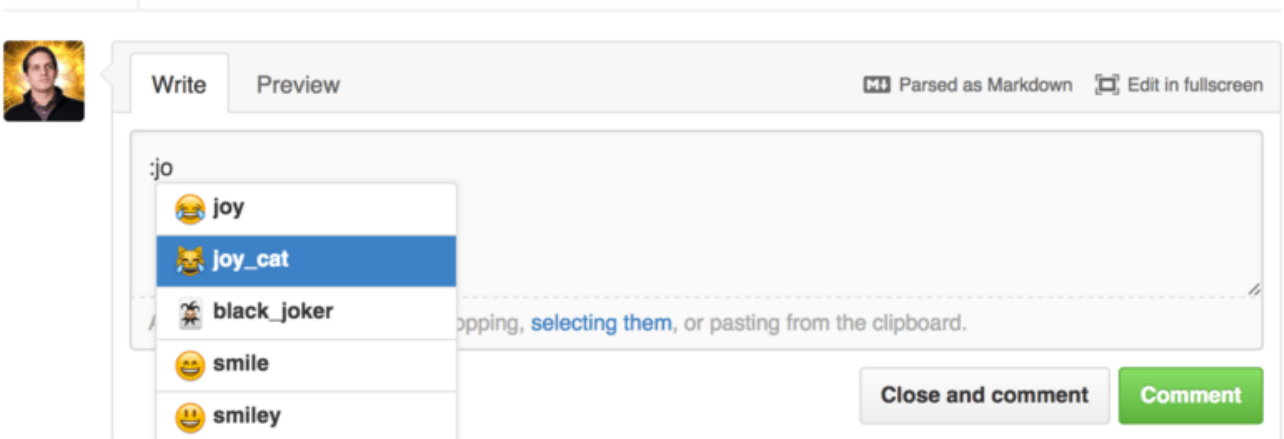 Write Preview Parsed as Markdown Edit in fullscreen
:jo
joy
joy_cat
black_joker
opping, selecting them, or pasting from the clipboard.
smile
Close and comment Comment
smiley